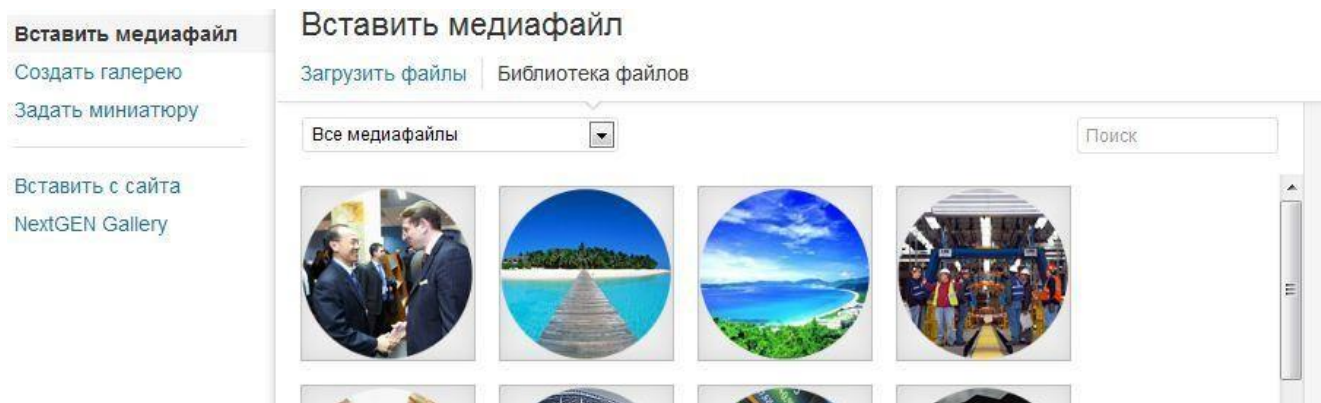 Вставить медиафайл
Создать галерею
Задать миниатюру
Вставить с сайта
NextGEN Gallery
Вставить медиафайл
Загрузить файлы
Библиотека файлов
Все медиафайлы
Поиск